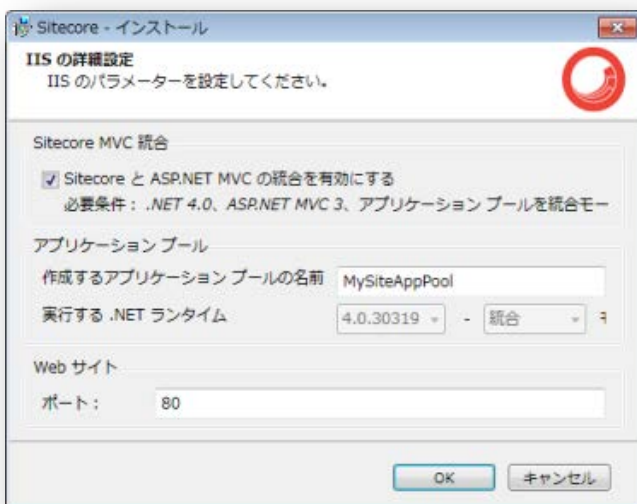 Sitecore - インストール
IIS の詳細設定
IIS のパラメーターを設定してください。
Sitecore MVC 統合
Sitecore と ASP.NET MVC の統合を有効にする
必要条件： .NET 4.0、ASP.NET MVC 3、アプリケーション プールを統合モー
アプリケーション プール
作成するアプリケーション プールの名前 MySiteAppPool
実行する .NET ランタイム 4.0.30319 - 統合
Web サイト
ポート： 80
OK キャンセル